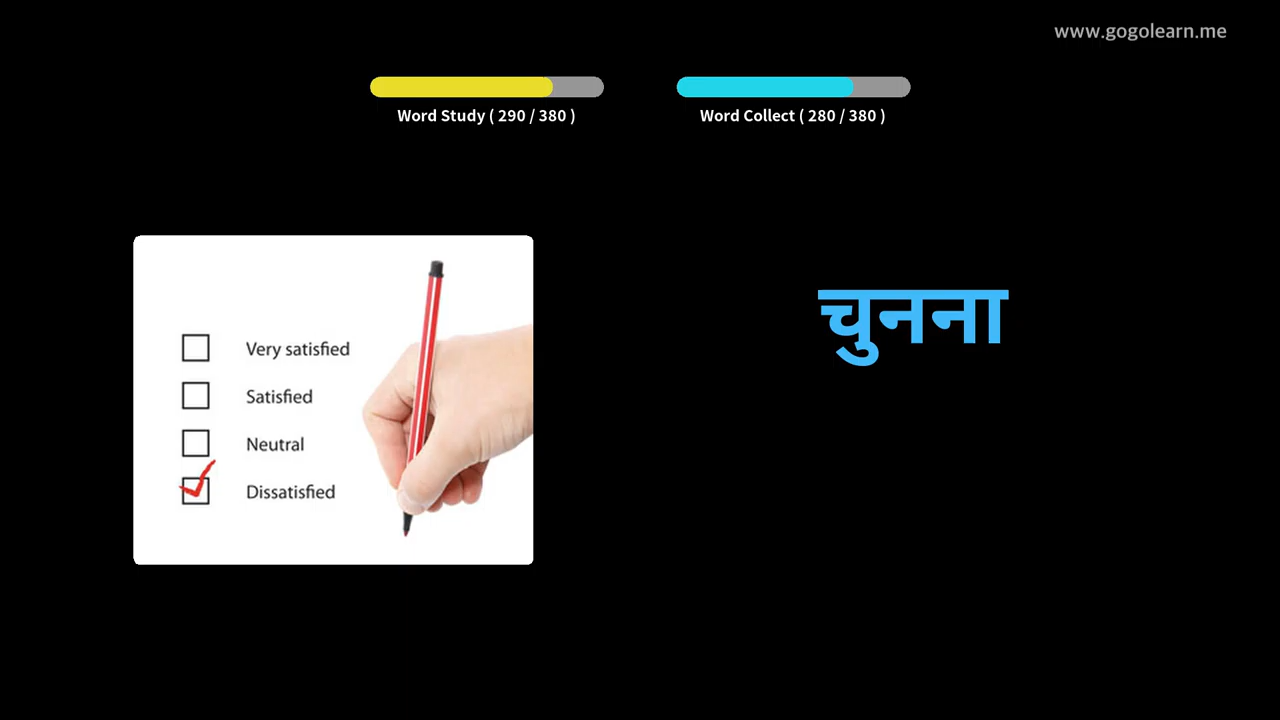 www.gogolearn.me
Word Study ( 290 / 380 )
Word Collect ( 280 / 380 )
Very satisfied
Satisfied
Neutral
Dissatisfied
चुनना